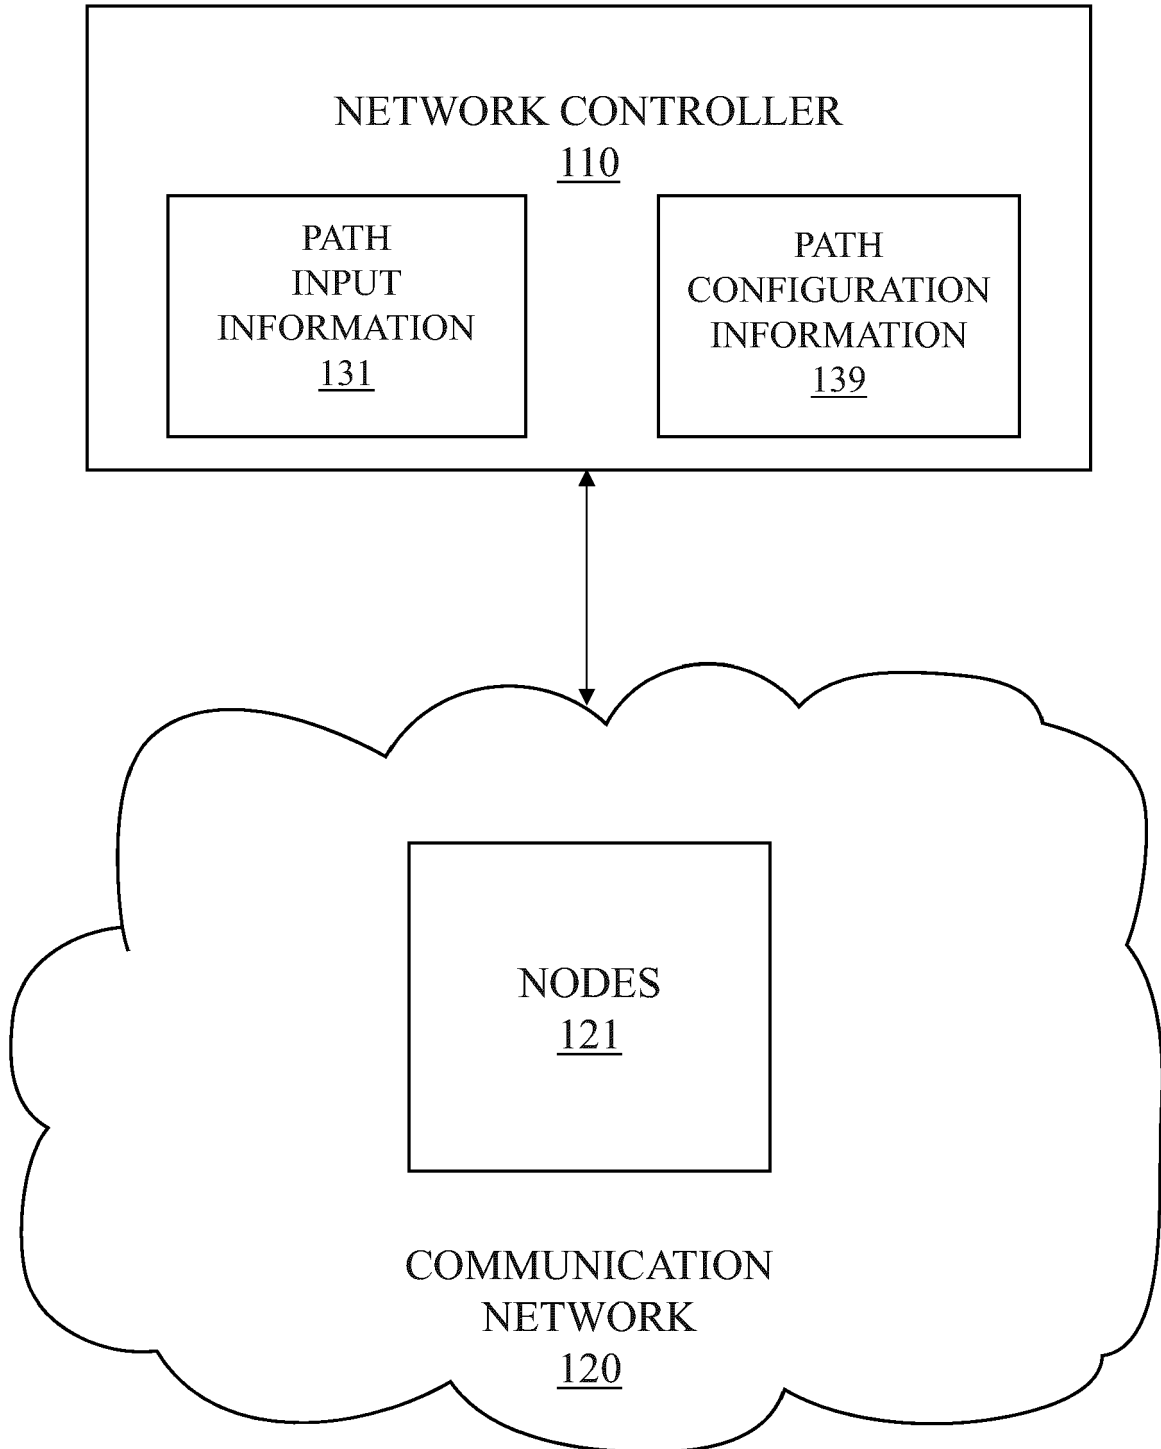 NETWORK CONTROLLER
110
PATH
INPUT
INFORMATION
131
PATH
CONFIGURATION
INFORMATION
139
NODES
121
COMMUNICATION
NETWORK
120